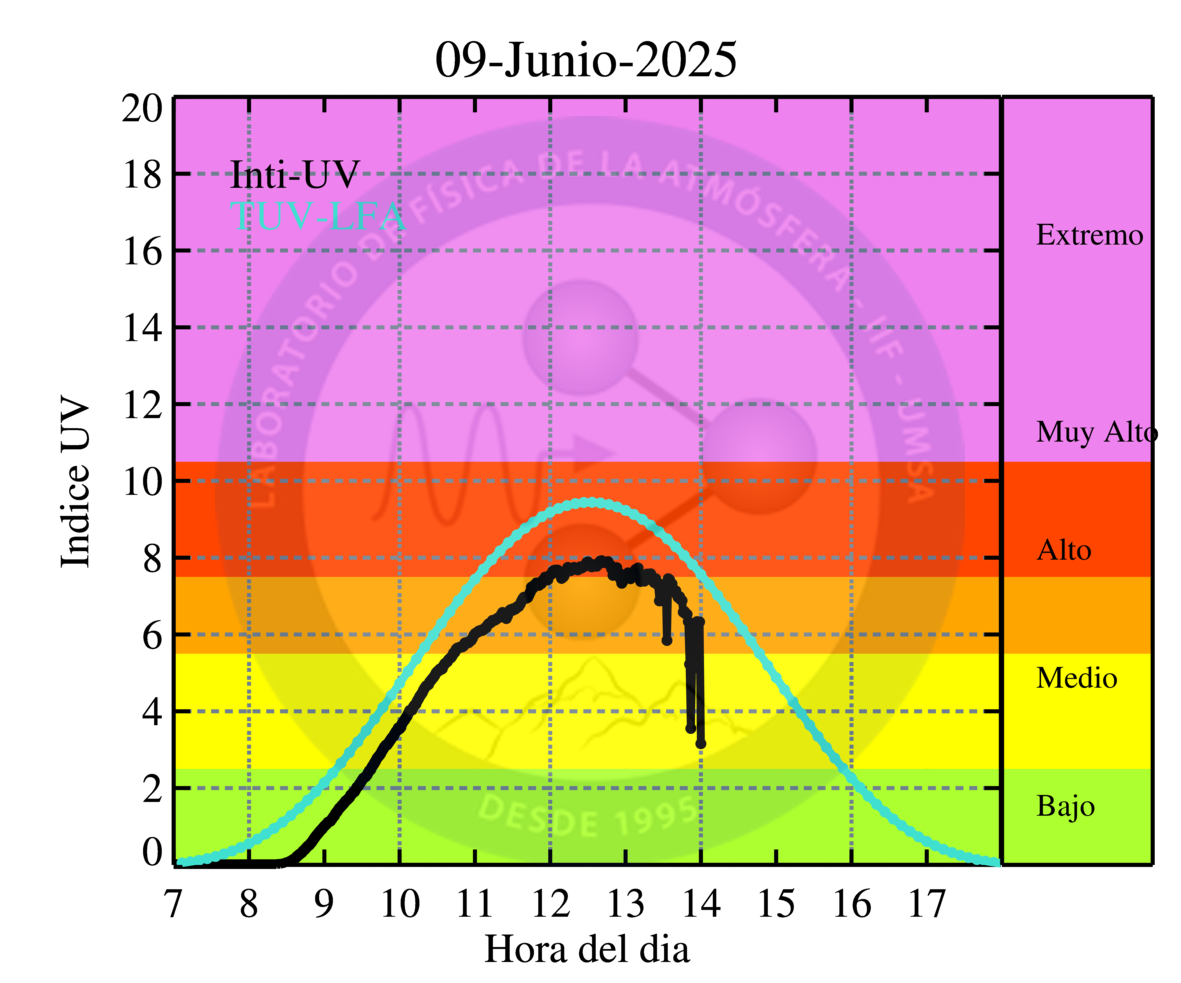 09-Junio-2025
20
18
16
14
12
10
8
6
4
2
0
Indice UV
Inti-UV
TUV-LFA
LABORATORIO DE FÍSICA DE LA ATMÓSFERA - IIF - UMSA
DESDE 1995
Extremo
Muy Alto
Alto
Medio
Bajo
7 8 9 10 11 12 13 14 15 16 17
Hora del dia